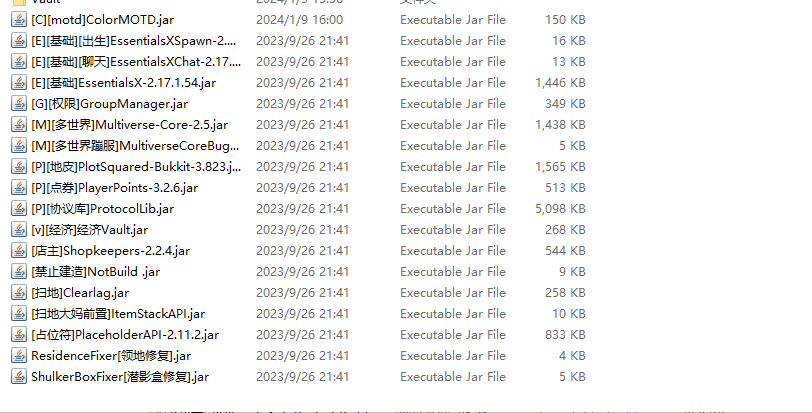 Vault 2024/1/9 15:56 文件夹
[C][motd]ColorMOTD.jar 2024/1/9 16:00 Executable Jar File 150 KB
[E][基础][出生]EssentialsXSpawn-2.... 2023/9/26 21:41 Executable Jar File 16 KB
[E][基础][聊天]EssentialsXChat-2.17.... 2023/9/26 21:41 Executable Jar File 13 KB
[E][基础]EssentialsX-2.17.1.54.jar 2023/9/26 21:41 Executable Jar File 1,446 KB
[G][权限]GroupManager.jar 2023/9/26 21:41 Executable Jar File 349 KB
[M][多世界]Multiverse-Core-2.5.jar 2023/9/26 21:41 Executable Jar File 1,438 KB
[M][多世界蹦服]MultiverseCoreBug... 2023/9/26 21:41 Executable Jar File 5 KB
[P][地皮]PlotSquared-Bukkit-3.823.j... 2023/9/26 21:41 Executable Jar File 1,565 KB
[P][点券]PlayerPoints-3.2.6.jar 2023/9/26 21:41 Executable Jar File 513 KB
[P][协议库]ProtocolLib.jar 2023/9/26 21:41 Executable Jar File 5,098 KB
[v][经济]经济Vault.jar 2023/9/26 21:41 Executable Jar File 268 KB
[店主]Shopkeepers-2.2.4.jar 2023/9/26 21:41 Executable Jar File 544 KB
[禁止建造]NotBuild .jar 2023/9/26 21:41 Executable Jar File 9 KB
[扫地]Clearlag.jar 2023/9/26 21:41 Executable Jar File 258 KB
[扫地大妈前置]ItemStackAPI.jar 2023/9/26 21:41 Executable Jar File 10 KB
[占位符]PlaceholderAPI-2.11.2.jar 2023/9/26 21:41 Executable Jar File 833 KB
ResidenceFixer[领地修复].jar 2023/9/26 21:41 Executable Jar File 4 KB
ShulkerBoxFixer[潜影盒修复].jar 2023/9/26 21:41 Executable Jar File 5 KB